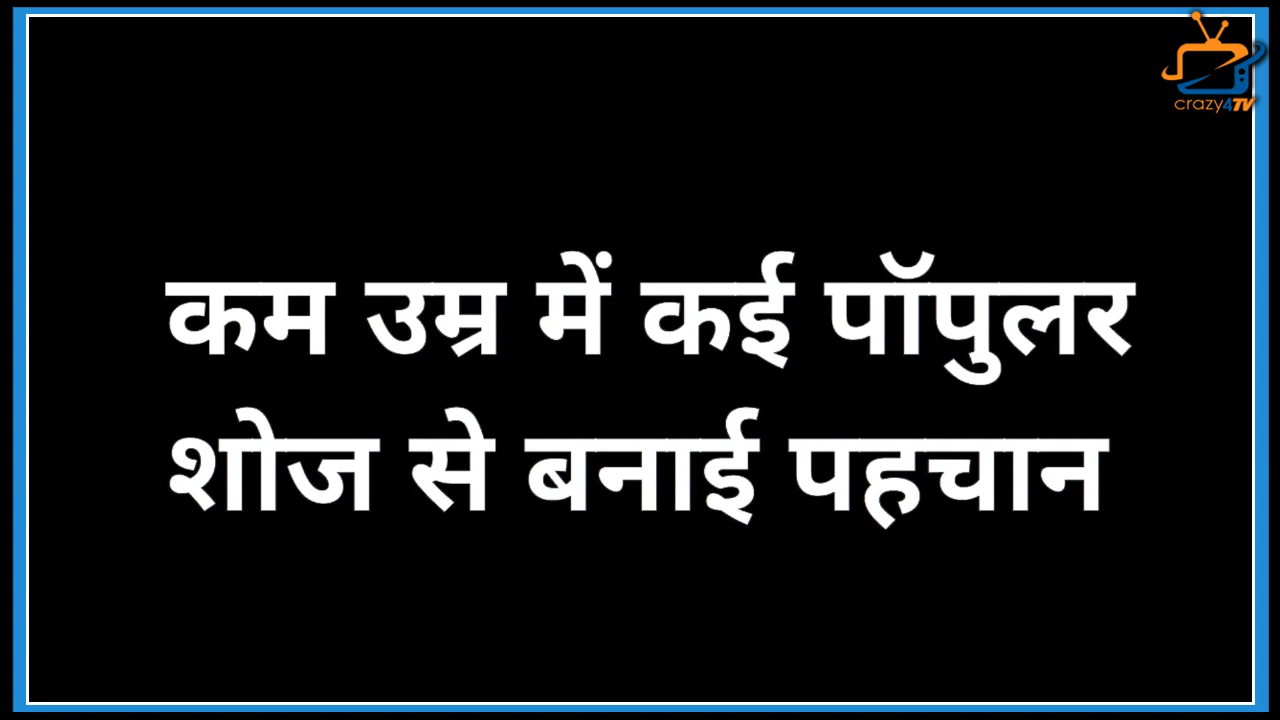 crazy4TV
कम उम्र में कई पॉपुलर
शोज से बनाई पहचान